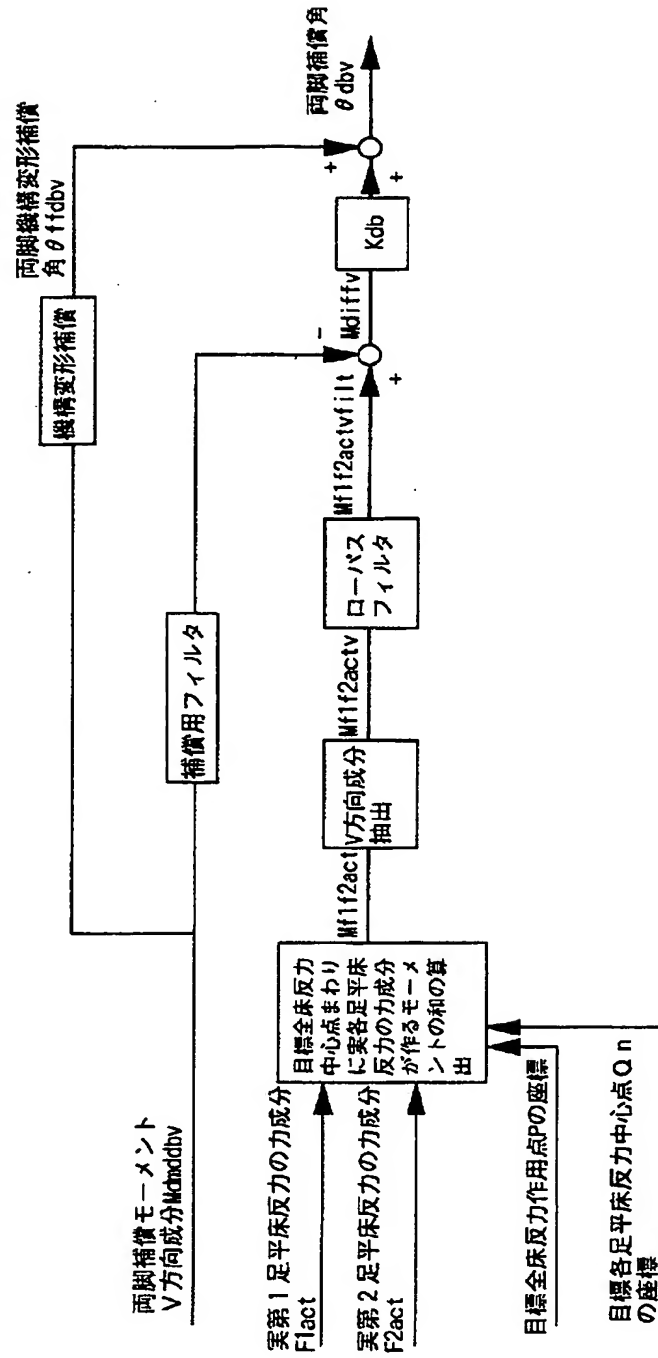 両脚機構変形補償
角θffdbv
両脚補償角
θdbv
機構変形補償
+
+
Kdb
補償用フィルタ
-
Mdiffv
+
Mf1f2actvfilt
ローパス
フィルタ
Mf1f2actv
V方向成分
抽出
Mf1f2act
両脚補償モーメント
V方向成分Mdmddbv
目標全床反力
中心点まわり
に実各足平床
反力の力成分
が作るモーメ
ントの和の算
出
実第1足平床反力の力成分
F1act
実第2足平床反力の力成分
F2act
目標全床反力作用点Pの座標
目標各足平床反力中心点Qn
の座標